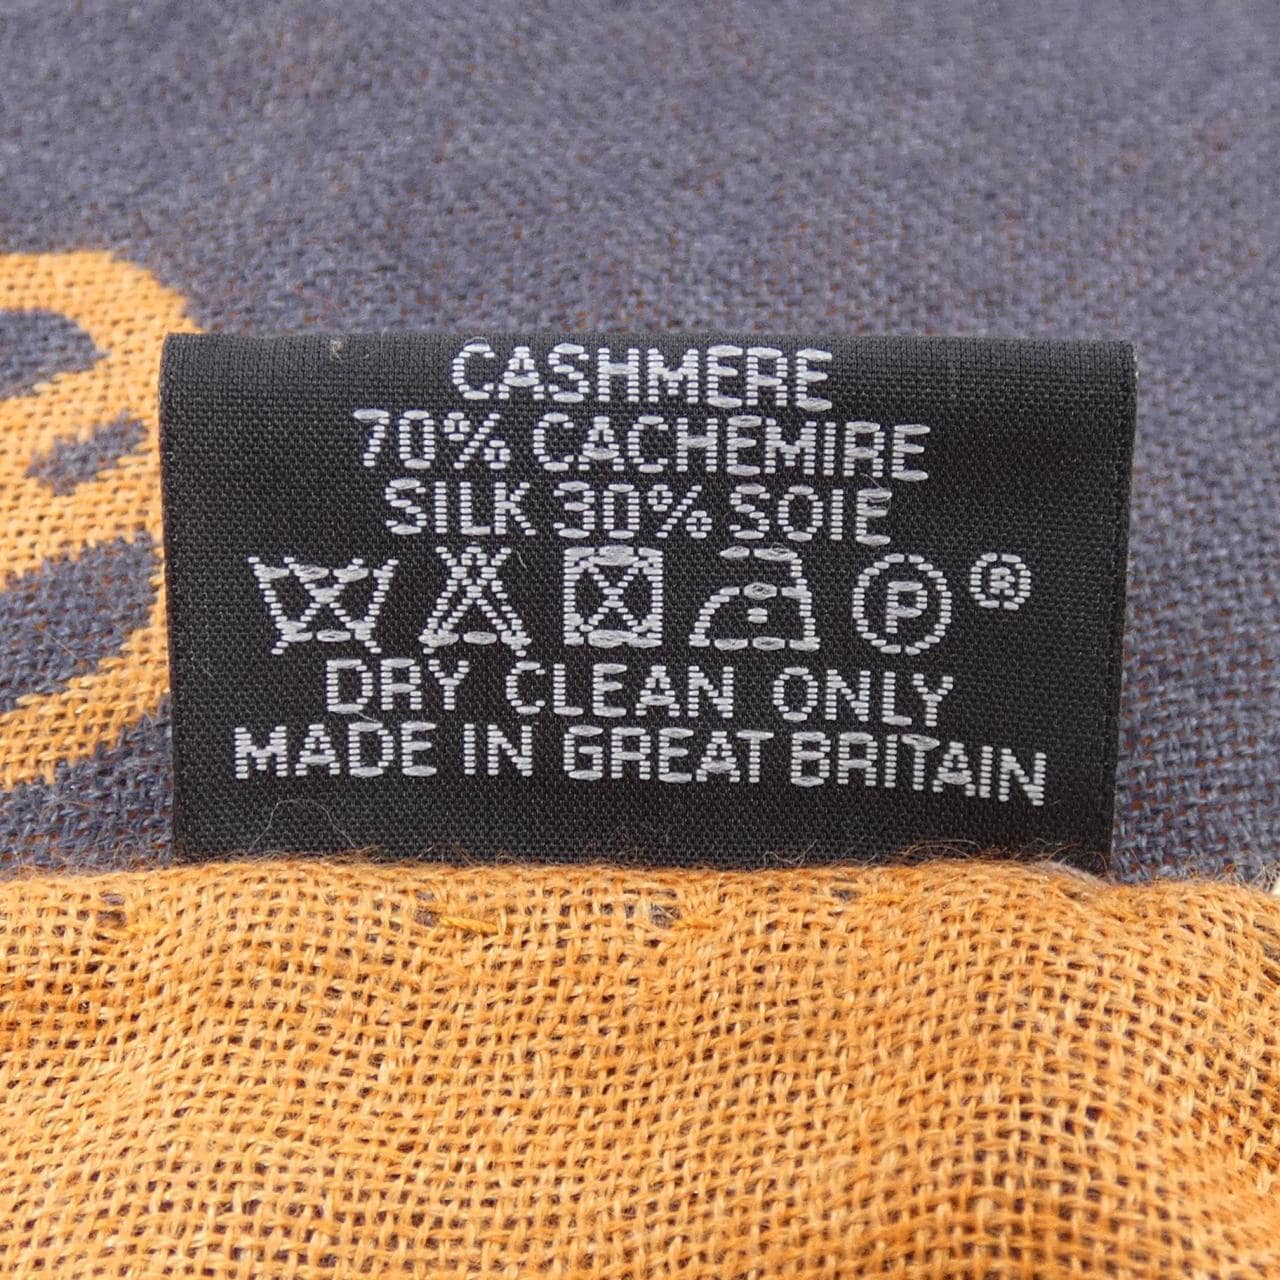 CASHMERE
70% CACHEMIRE
SILK 30% SOIE
P ®
DRY CLEAN ONLY
MADE IN GREAT BRITAIN